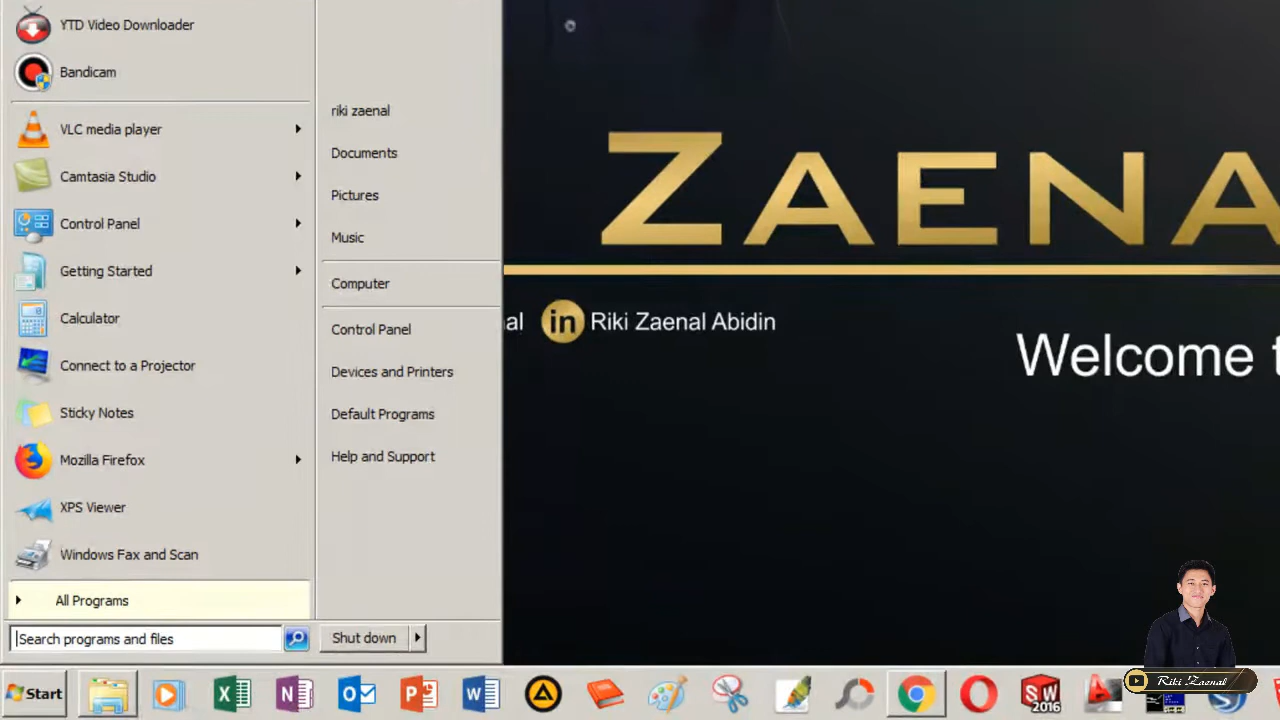 YTD Video Downloader
Bandicam
VLC media player
Camtasia Studio
Control Panel
Getting Started
Calculator
Connect to a Projector
Sticky Notes
Mozilla Firefox
XPS Viewer
Windows Fax and Scan
All Programs
Search programs and files
riki zaenal
Documents
Pictures
Music
Computer
Control Panel
Devices and Printers
Default Programs
Help and Support
Shut down
ZAENA
al in Riki Zaenal Abidin
Welcome t
Start
SW
2016
Riki Zaenal